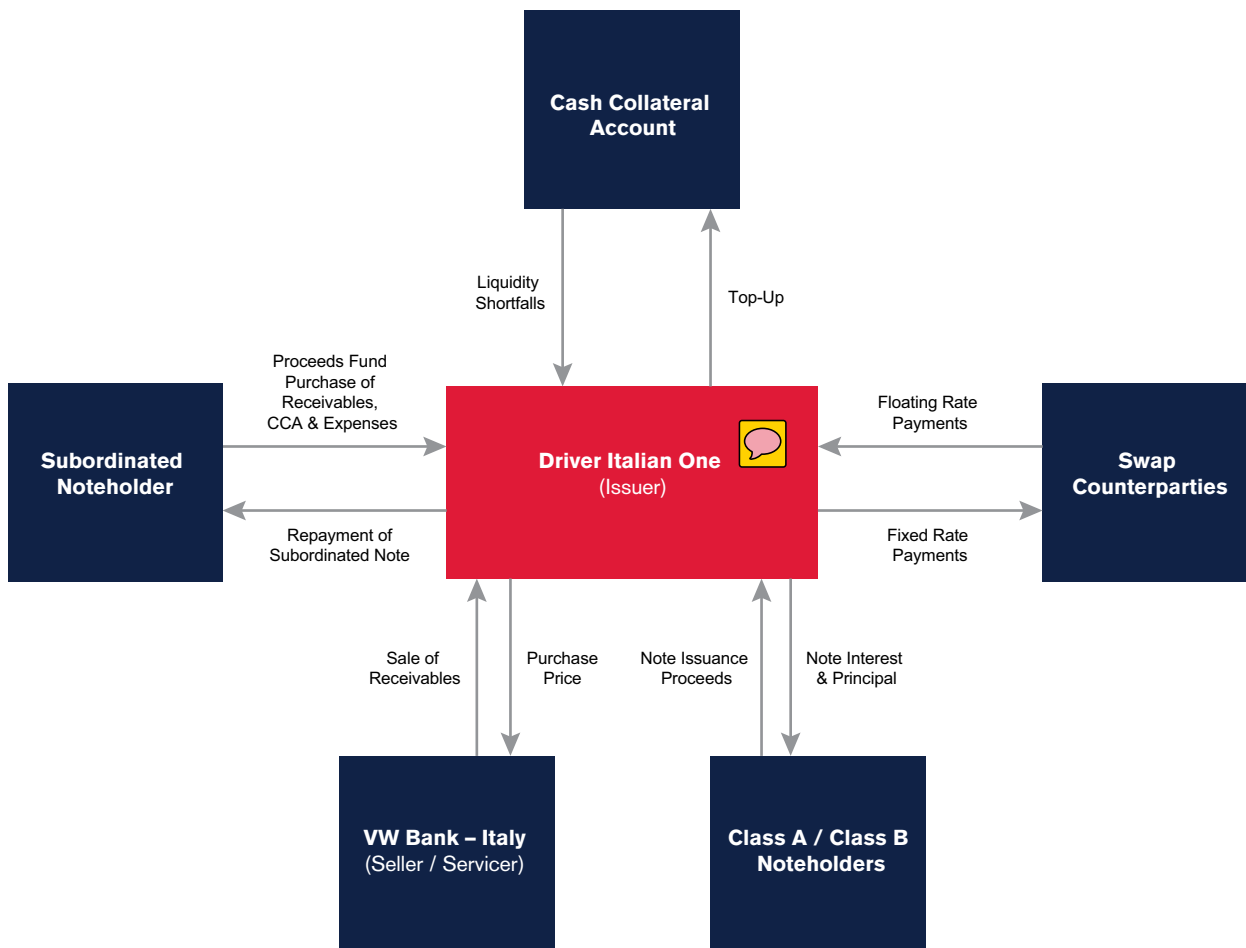 Cash Collateral
Account
Liquidity
Shortfalls
Top-Up
Proceeds Fund
Purchase of
Receivables,
CCA & Expenses
Floating Rate
Payments
Subordinated
Noteholder
Driver Italian One
(Issuer)
Swap
Counterparties
Repayment of
Subordinated Note
Fixed Rate
Payments
Sale of
Receivables
Purchase
Price
Note Issuance
Proceeds
Note Interest
& Principal
VW Bank – Italy
(Seller / Servicer)
Class A / Class B
Noteholders